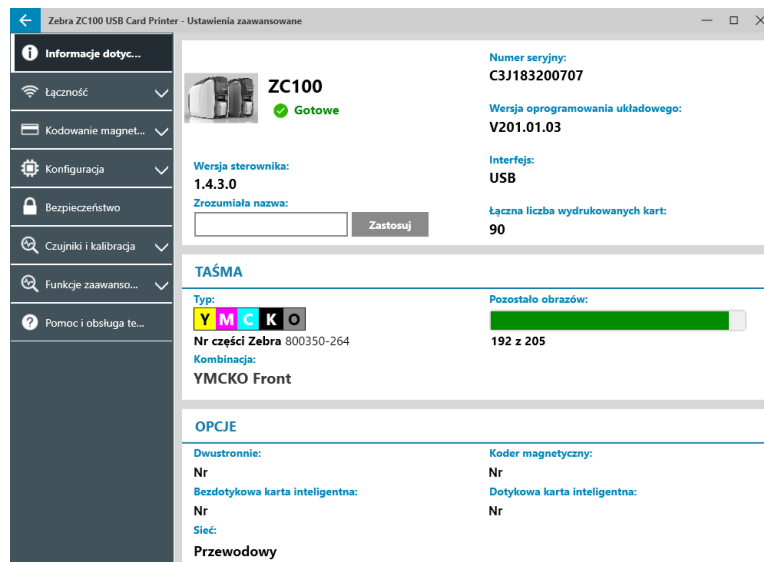 Zebra ZC100 USB Card Printer - Ustawienia zaawansowane
Informacje dotyc...
Łączność
Kodowanie magnet...
Konfiguracja
Bezpieczeństwo
Czujniki i kalibracja
Funkcje zaawanso...
Pomoc i obsługa te...
ZC100
Gotowe
Wersja sterownika:
1.4.3.0
Zrozumiała nazwa:
Zastosuj
Numer seryjny:
C3J183200707
Wersja oprogramowania układowego:
V201.01.03
Interfejs:
USB
Łączna liczba wydrukowanych kart:
90
TAŚMA
Typ:
Y M C K O
Nr części Zebra 800350-264
Kombinacja:
YMCKO Front
Pozostało obrazów:
192 z 205
OPCJE
Dwustronnie:
Nr
Koder magnetyczny:
Nr
Bezdotykowa karta inteligentna:
Nr
Dotykowa karta inteligentna:
Nr
Sieć:
Przewodowy